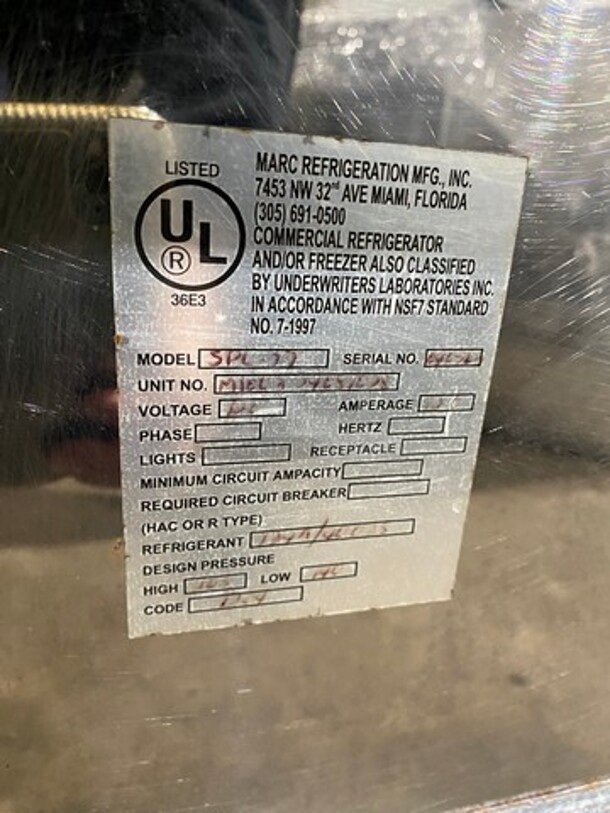 LISTED
UL
®
36E3
MARC REFRIGERATION MFG., INC.
7453 NW 32nd AVE MIAMI, FLORIDA
(305) 691-0500
COMMERCIAL REFRIGERATOR
AND/OR FREEZER ALSO CLASSIFIED
BY UNDERWRITERS LABORATORIES INC.
IN ACCORDANCE WITH NSF7 STANDARD
NO. 7-1997
MODEL SPL-77 SERIAL NO.
UNIT NO.
VOLTAGE AMPERAGE
PHASE HERTZ
LIGHTS RECEPTACLE
MINIMUM CIRCUIT AMPACITY
REQUIRED CIRCUIT BREAKER
(HAC OR R TYPE)
REFRIGERANT
DESIGN PRESSURE
HIGH LOW
CODE